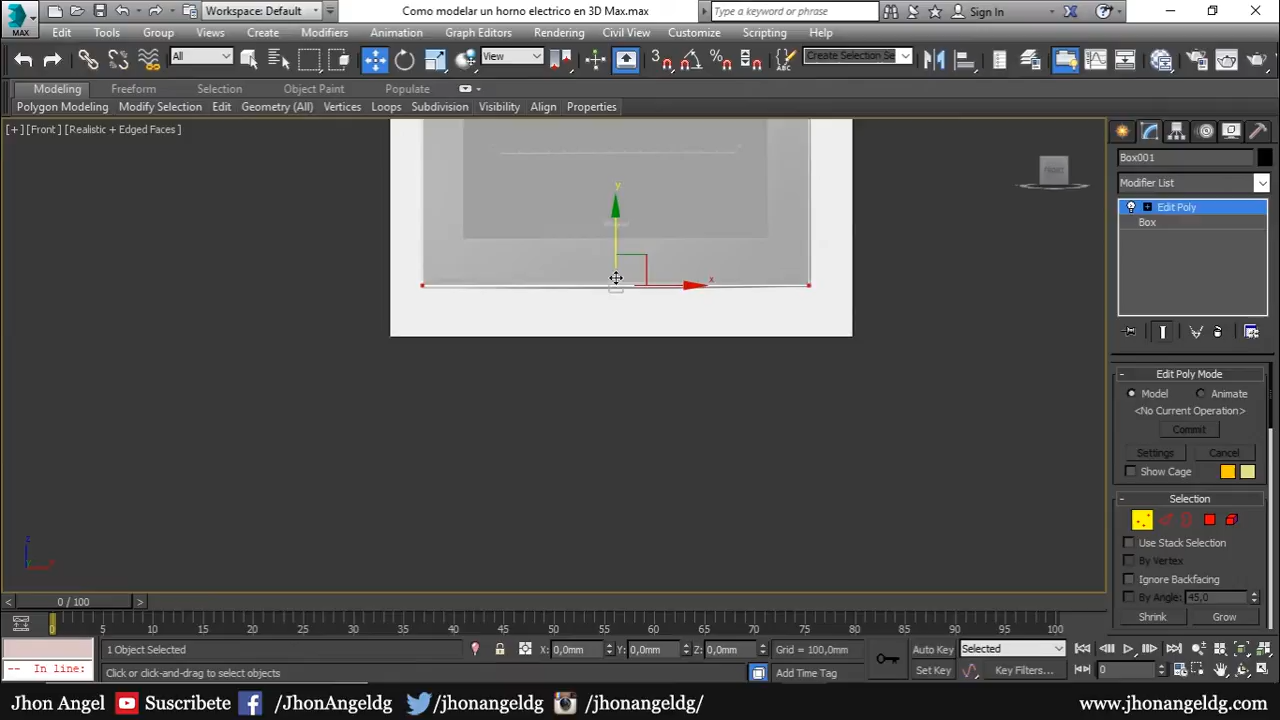 MAX
Workspace: Default
Como modelar un horno electrico en 3D Max.max
Type a keyword or phrase
Sign In
Edit Tools Group Views Create Modifiers Animation Graph Editors Rendering Civil View Customize Scripting Help
All
View
3
Create Selection Se
Modeling Freeform Selection Object Paint Populate
Polygon Modeling Modify Selection Edit Geometry (All) Vertices Loops Subdivision Visibility Align Properties
[+] [Front] [Realistic + Edged Faces]
y
x
z
Box001
Modifier List
Edit Poly
Box
Edit Poly Mode
Model Animate
<No Current Operation>
Commit
Settings Cancel
Show Cage
Selection
Use Stack Selection
By Vertex
Ignore Backfacing
By Angle: 45,0
Shrink Grow
< 0 / 100 >
0 5 10 15 20 25 30 35 40 45 50 55 60 65 70 75 80 85 90 95 100
1 Object Selected
X: 0,0mm Y: 0,0mm Z: 0,0mm Grid = 100,0mm
Auto Key Selected
-- In line:
Click or click-and-drag to select objects
Add Time Tag
Set Key Key Filters... 0
Jhon Angel Suscribete /JhonAngeldg /jhonangeldg /jhonangeldg/ www.jhonangeldg.com